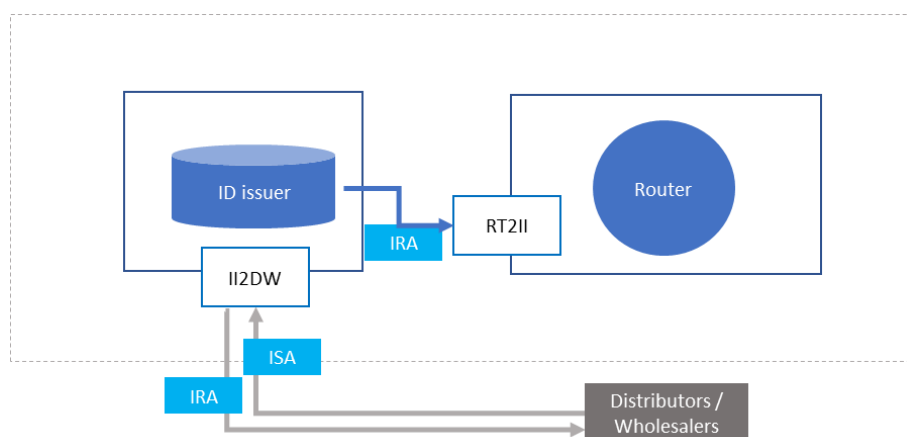 ID issuer
Router
RT2II
IRA
II2DW
ISA
IRA
Distributors /
Wholesalers